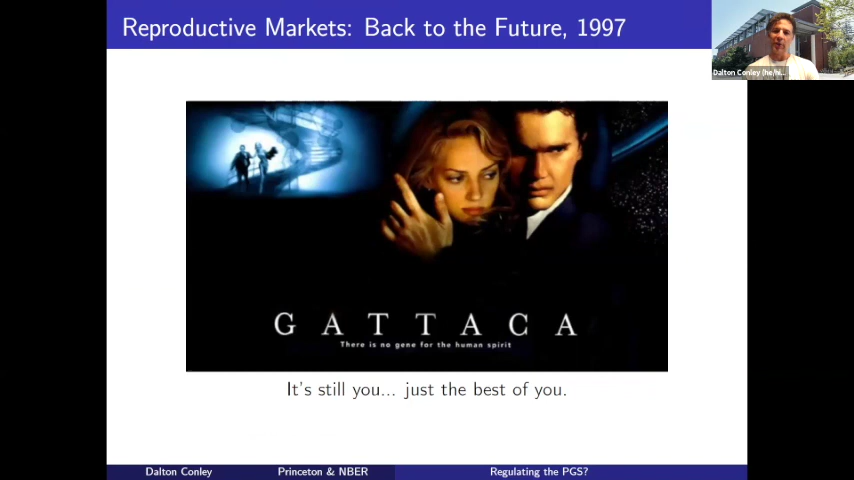 Reproductive Markets: Back to the Future, 1997
Dalton Conley (he/hi...
G A T T A C A
There is no gene for the human spirit
It's still you... just the best of you.
Dalton Conley Princeton & NBER Regulating the PGS?